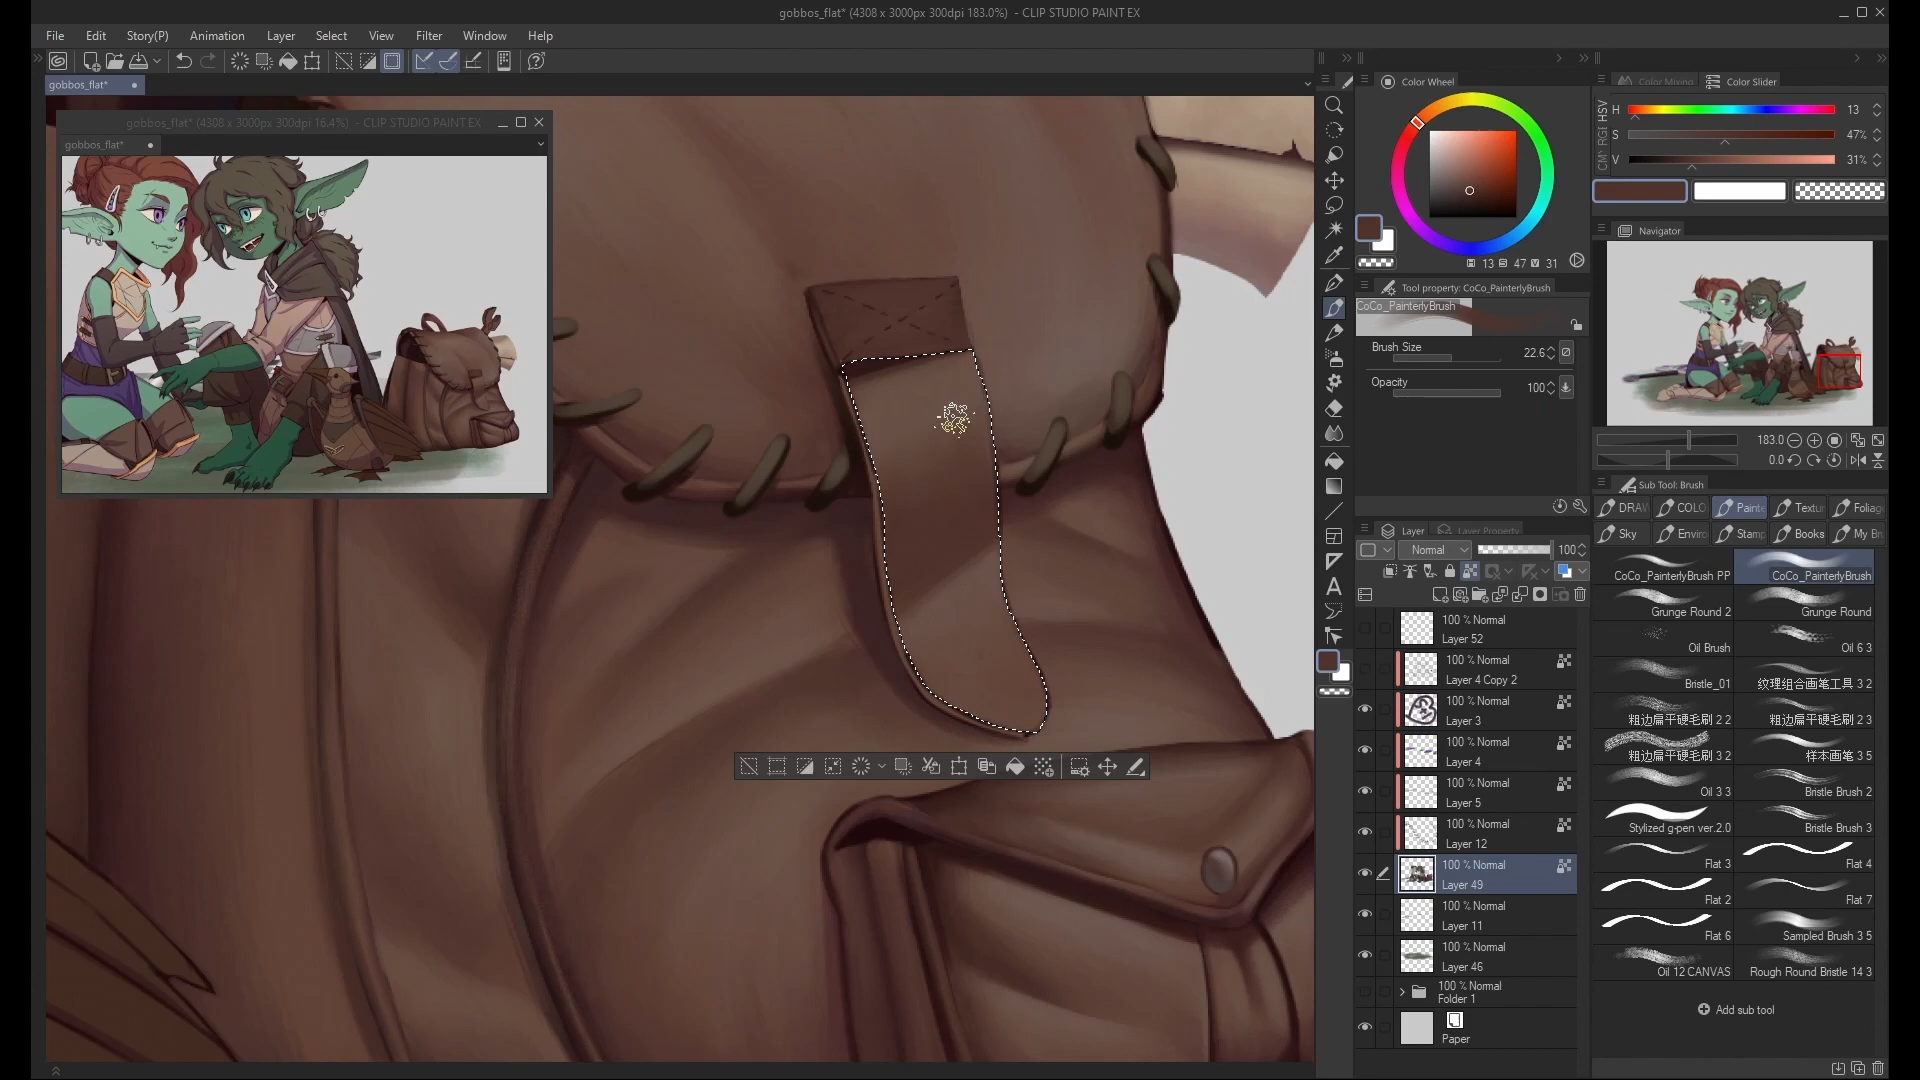 gobbos_flat* (4308 x 3000px 300dpi 183.0%) - CLIP STUDIO PAINT EX
File Edit Story(P) Animation Layer Select View Filter Window Help
gobbos_flat*
gobbos_flat* (4308 x 3000px 300dpi 16.4%) - CLIP STUDIO PAINT EX
gobbos_flat*
Color Wheel
13 47 31
Tool property: CoCo_PainterlyBrush
CoCo_PainterlyBrush
Brush Size 22.6
Opacity 100
Layer Layer Property
Normal 100
100 % Normal
Layer 52
100 % Normal
Layer 4 Copy 2
100 % Normal
Layer 3
100 % Normal
Layer 4
100 % Normal
Layer 5
100 % Normal
Layer 12
100 % Normal
Layer 49
100 % Normal
Layer 11
100 % Normal
Layer 46
100 % Normal
Folder 1
Paper
Color Mixing Color Slider
HSV
H 13
S 47%
V 31%
Navigator
183.0
0.0
Sub Tool: Brush
DRAW COLO Painte Textu Foliag
Sky Enviro Stamp Books My Br
CoCo_PainterlyBrush PP CoCo_PainterlyBrush
Grunge Round 2 Grunge Round
Oil Brush Oil 6 3
Bristle_01 纹理组合画笔工具 3 2
粗边扁平硬毛刷 2 2 粗边扁平硬毛刷 2 3
粗边扁平硬毛刷 3 2 样本画笔 3 5
Oil 3 3 Bristle Brush 2
Stylized g-pen ver.2.0 Bristle Brush 3
Flat 3 Flat 4
Flat 2 Flat 7
Flat 6 Sampled Brush 3 5
Oil 12 CANVAS Rough Round Bristle 14 3
Add sub tool